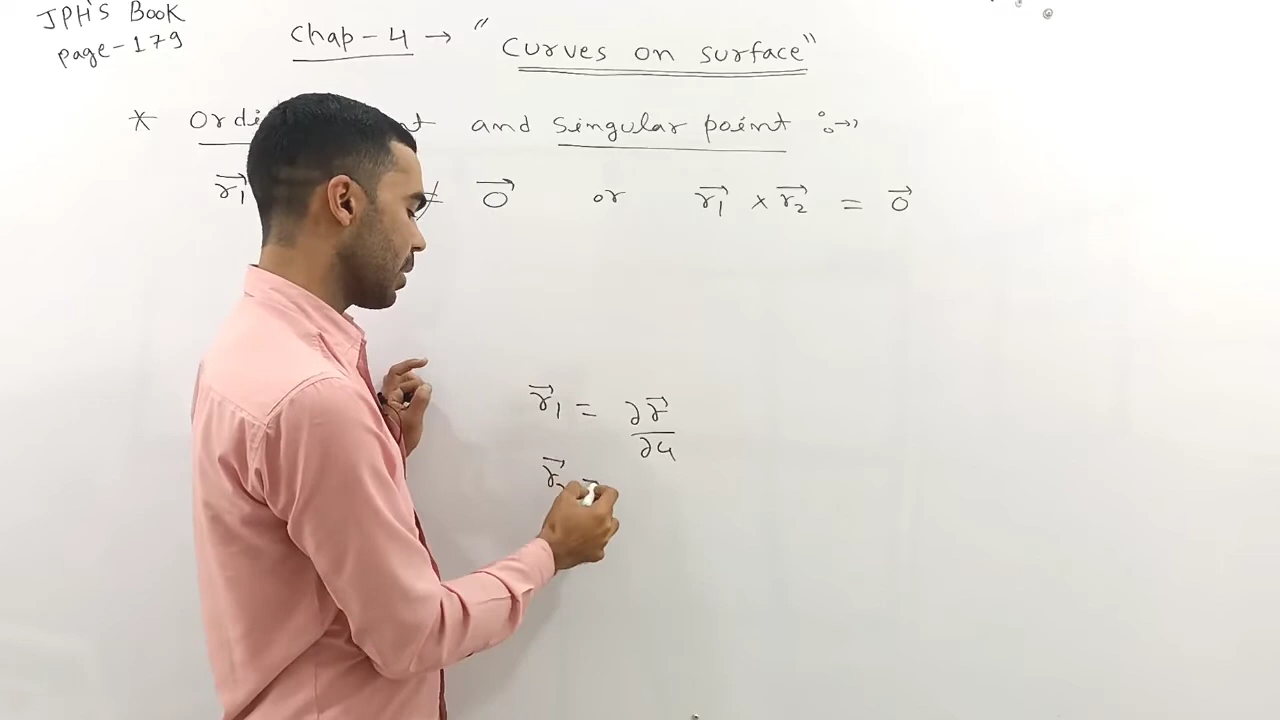 JPH'S Book
page-179
Chap-4 → "Curves on surface"
* and singular point :→
r⃗₁ ≠ 0⃗ or r⃗₁ × r⃗₂ = 0⃗
r⃗₁ = ∂r⃗/∂u
r⃗₂ =